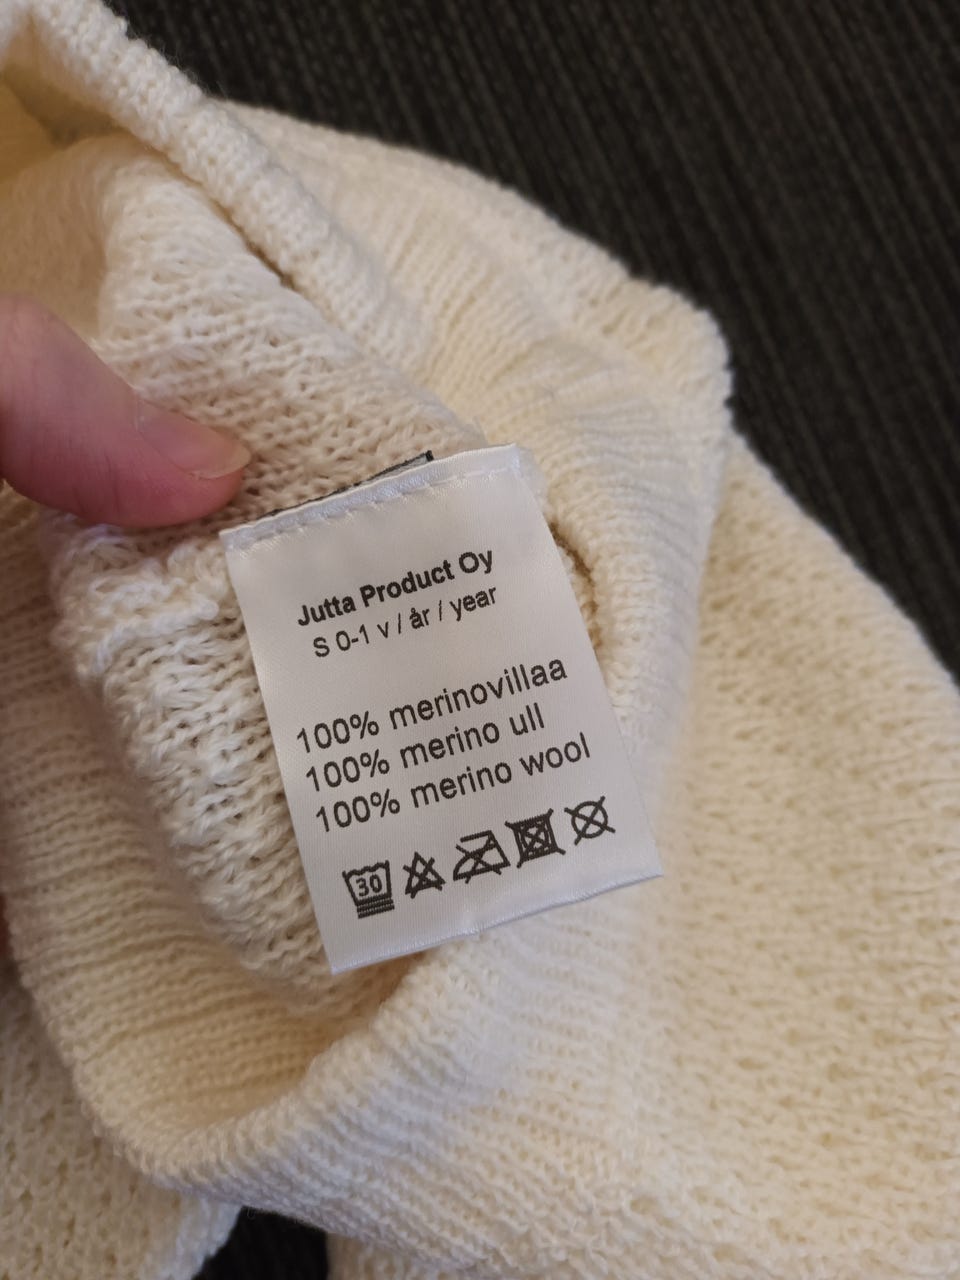 Jutta Product Oy
S 0-1 v / år / year
100% merinovillaa
100% merino ull
100% merino wool
30